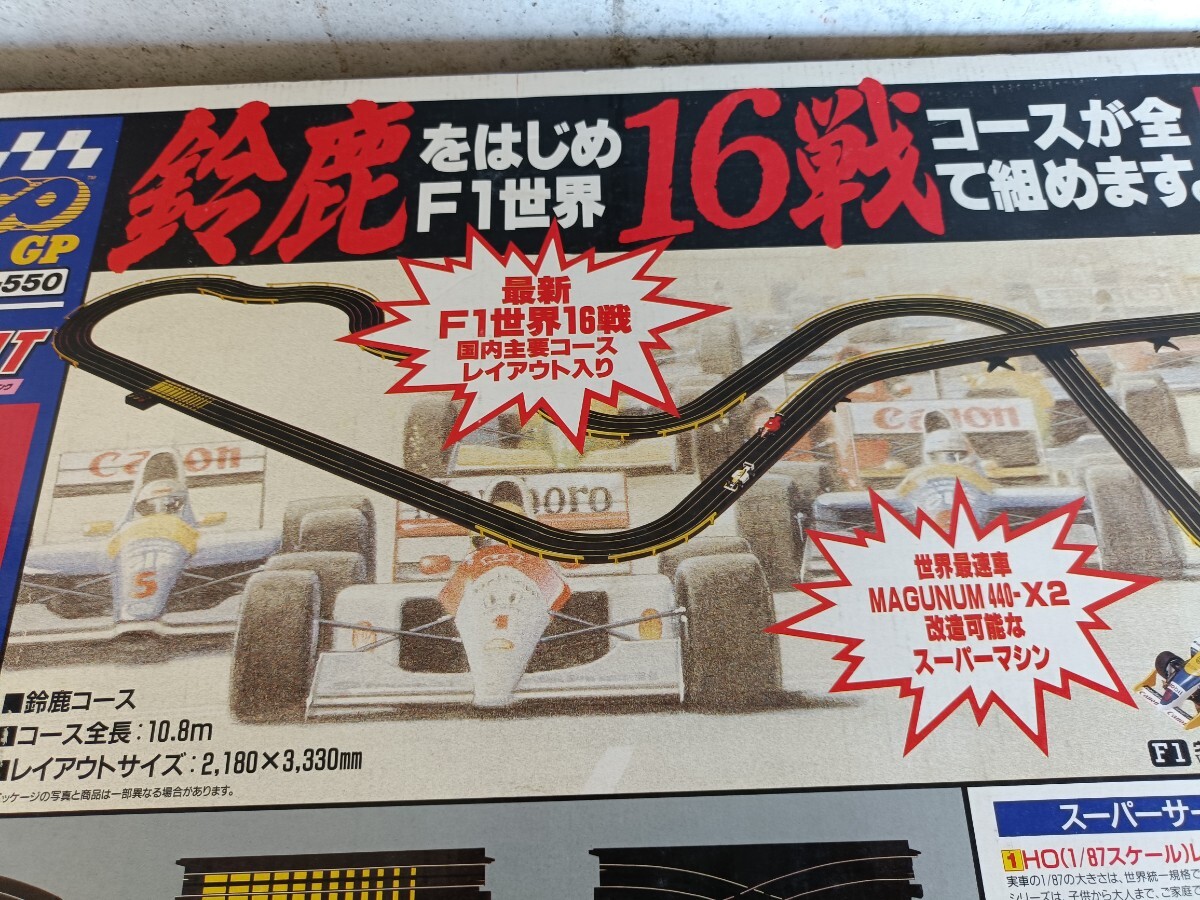 鈴鹿をはじめF1世界16戦コースが全て組めます。
GP
-550
IT
最新
F1世界16戦
国内主要コース
レイアウト入り
Canon
Marlboro
Canon
5
1
世界最速車
MAGUNUM 440-X2
改造可能な
スーパーマシン
■鈴鹿コース
コース全長:10.8m
レイアウトサイズ:2,180×3,330mm
ッケージの写真と商品は一部異なる場合があります。
Canon
F1
スーパーサー
1 HO(1/87スケール)レ
実車の1/87の大きさは、世界統一規格で
シリーズは、子供から大人まで、ご家庭で